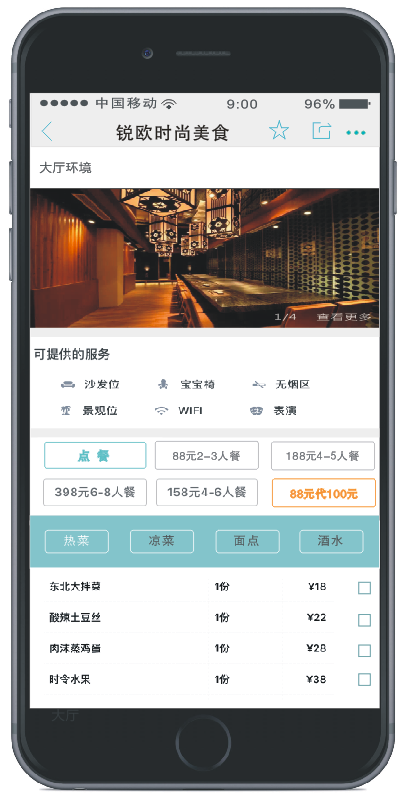 中国移动 9:00 96%
锐欧时尚美食
大厅环境
1/4 查看更多
可提供的服务
沙发位 宝宝椅 无烟区
景观位 WIFI 表演
点餐 88元2-3人餐 188元4-5人餐
398元6-8人餐 158元4-6人餐 88元代100元
热菜 凉菜 面点 酒水
东北大拌菜 1份 ¥18
酸辣土豆丝 1份 ¥22
肉沫蒸鸡蛋 1份 ¥28
时令水果 1份 ¥38
大厅